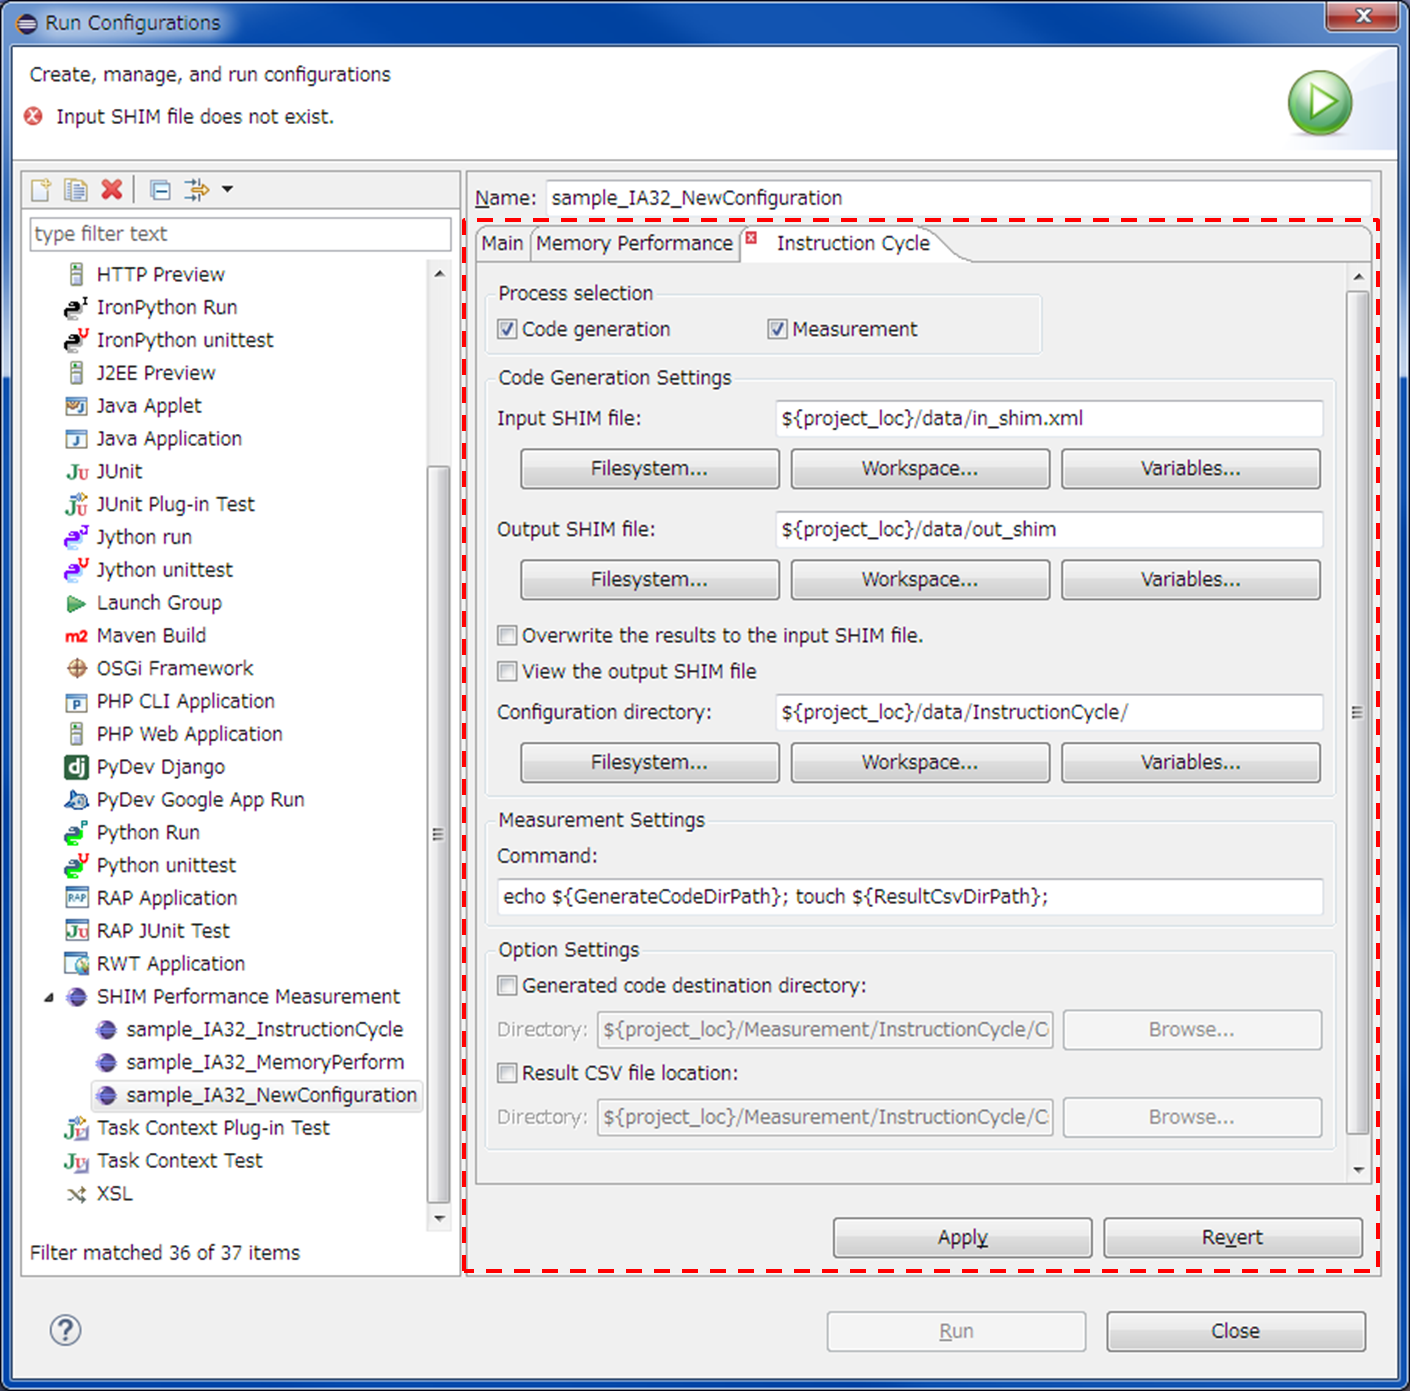 Run Configurations
Create, manage, and run configurations
Input SHIM file does not exist.
type filter text
HTTP Preview
IronPython Run
IronPython unittest
J2EE Preview
Java Applet
Java Application
JUnit
JUnit Plug-in Test
Jython run
Jython unittest
Launch Group
Maven Build
OSGi Framework
PHP CLI Application
PHP Web Application
PyDev Django
PyDev Google App Run
Python Run
Python unittest
RAP Application
RAP JUnit Test
RWT Application
SHIM Performance Measurement
sample_IA32_InstructionCycle
sample_IA32_MemoryPerform
sample_IA32_NewConfiguration
Task Context Plug-in Test
Task Context Test
XSL
Filter matched 36 of 37 items
Name: sample_IA32_NewConfiguration
Main Memory Performance Instruction Cycle
Process selection
Code generation Measurement
Code Generation Settings
Input SHIM file: ${project_loc}/data/in_shim.xml
Filesystem... Workspace... Variables...
Output SHIM file: ${project_loc}/data/out_shim
Filesystem... Workspace... Variables...
Overwrite the results to the input SHIM file.
View the output SHIM file
Configuration directory: ${project_loc}/data/InstructionCycle/
Filesystem... Workspace... Variables...
Measurement Settings
Command:
echo ${GenerateCodeDirPath}; touch ${ResultCsvDirPath};
Option Settings
Generated code destination directory:
Directory: ${project_loc}/Measurement/InstructionCycle/C Browse...
Result CSV file location:
Directory: ${project_loc}/Measurement/InstructionCycle/C Browse...
Apply Revert
Run Close